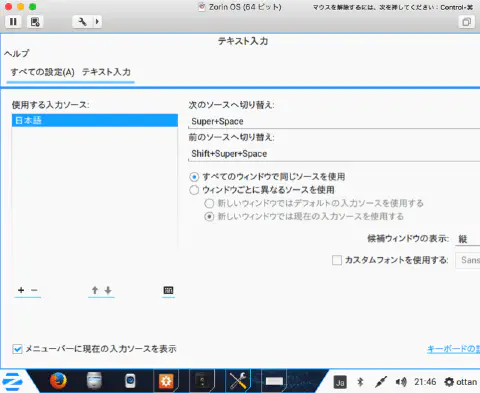 Zorin OS (64 ビット)
マウスを解除するには、次を押してください: Control-⌘
テキスト入力
ヘルプ
すべての設定(A) テキスト入力
使用する入力ソース:
日本語
次のソースへ切り替え:
Super+Space
前のソースへ切り替え:
Shift+Super+Space
すべてのウィンドウで同じソースを使用
ウィンドウごとに異なるソースを使用
新しいウィンドウではデフォルトの入力ソースを使用する
新しいウィンドウでは現在の入力ソースを使用する
候補ウィンドウの表示: 縦
カスタムフォントを使用する: Sans
メニューバーに現在の入力ソースを表示
キーボードの設
Ja 21:46 ottan